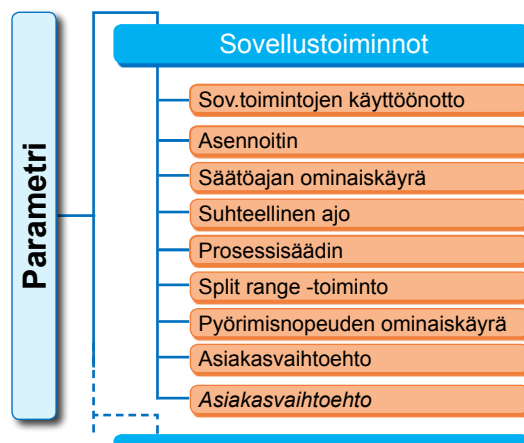 Parametri
Sovellustoiminnot
Sov.toimintojen käyttöönotto
Asennoitin
Säätöajan ominaiskäyrä
Suhteellinen ajo
Prosessisäädin
Split range -toiminto
Pyörimisnopeuden ominaiskäyrä
Asiakasvaihtoehto
Asiakasvaihtoehto